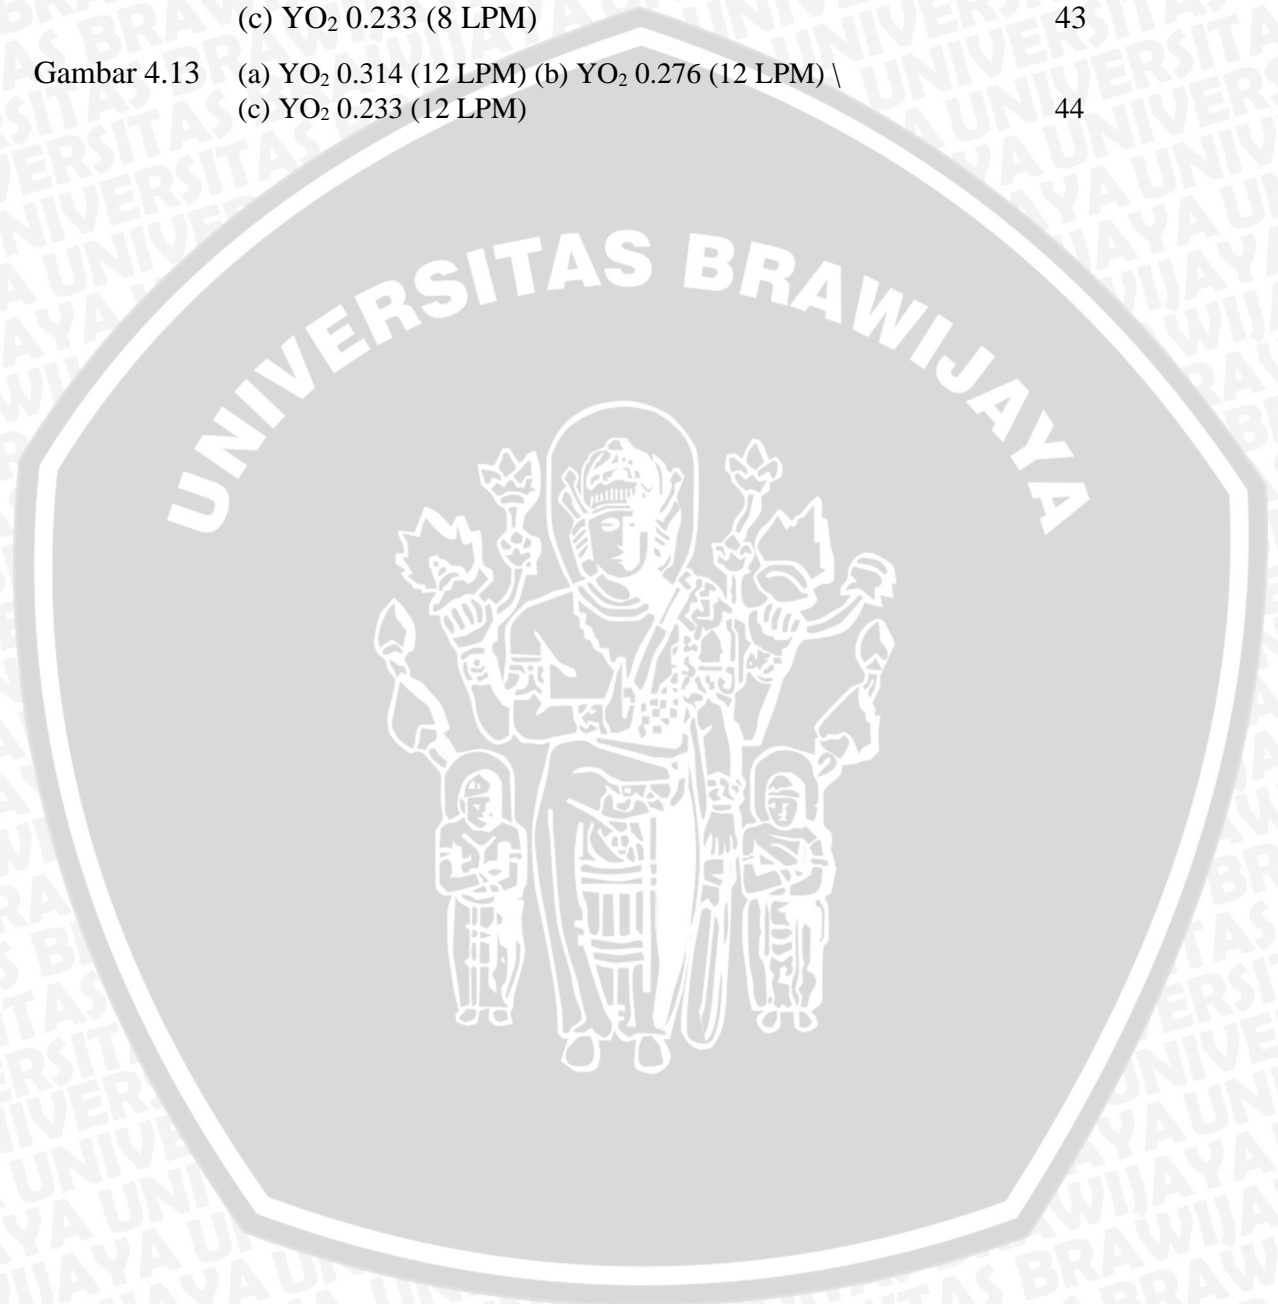 (c) YO₂ 0.233 (8 LPM) 43
Gambar 4.13 (a) YO₂ 0.314 (12 LPM) (b) YO₂ 0.276 (12 LPM) \
(c) YO₂ 0.233 (12 LPM) 44
UNIVERSITAS BRAWIJAYA